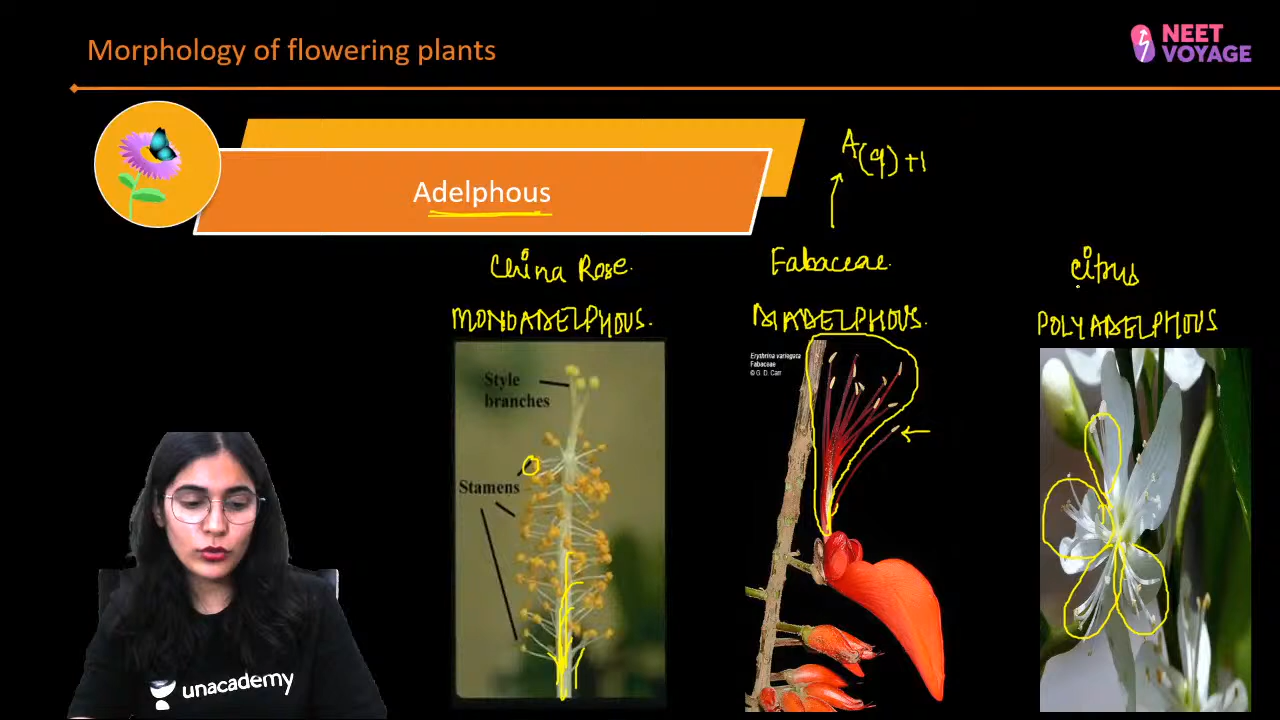 Morphology of flowering plants
NEET
VOYAGE
Adelphous
A(9)+1
China Rose.
Fabaceae.
Citrus
MONOADELPHOUS.
DIADELPHOUS.
POLYADELPHOUS
Style
branches
Stamens
Erythrina variegata
Fabaceae
© G. D. Carr
unacademy